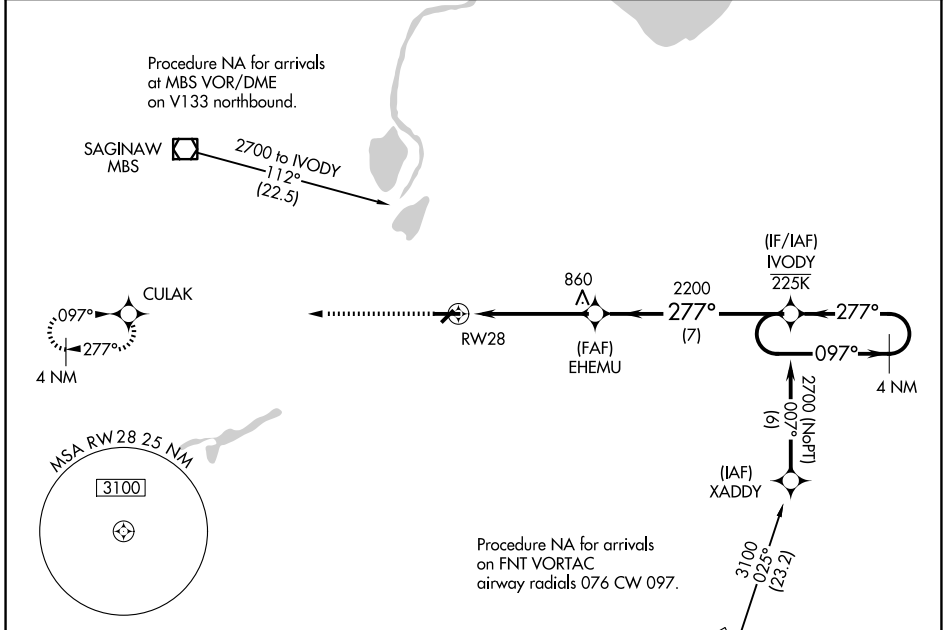 Procedure NA for arrivals
at MBS VOR/DME
on V133 northbound.
SAGINAW
MBS
2700 to IVODY
112°
(22.5)
(IF/IAF)
IVODY
225K
860
2200
277°
(7)
277°
097°
4 NM
RW28
(FAF)
EHEMU
CULAK
097°
277°
4 NM
2700 (NoPT)
007°
(6)
(IAF)
XADDY
MSA RW28 25 NM
3100
Procedure NA for arrivals
on FNT VORTAC
airway radials 076 CW 097.
3100
025°
(23.2)